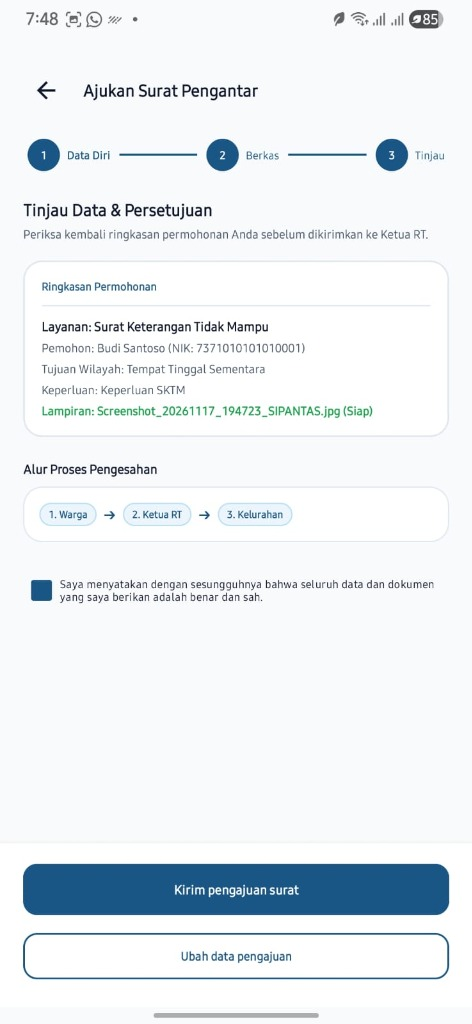 7:48
85
Ajukan Surat Pengantar
1 Data Diri 2 Berkas 3 Tinjau
Tinjau Data & Persetujuan
Periksa kembali ringkasan permohonan Anda sebelum dikirimkan ke Ketua RT.
Ringkasan Permohonan
Layanan: Surat Keterangan Tidak Mampu
Pemohon: Budi Santoso (NIK: 7371010101010001)
Tujuan Wilayah: Tempat Tinggal Sementara
Keperluan: Keperluan SKTM
Lampiran: Screenshot_20261117_194723_SIPANTAS.jpg (Siap)
Alur Proses Pengesahan
1. Warga → 2. Ketua RT → 3. Kelurahan
Saya menyatakan dengan sesungguhnya bahwa seluruh data dan dokumen
yang saya berikan adalah benar dan sah.
Kirim pengajuan surat
Ubah data pengajuan